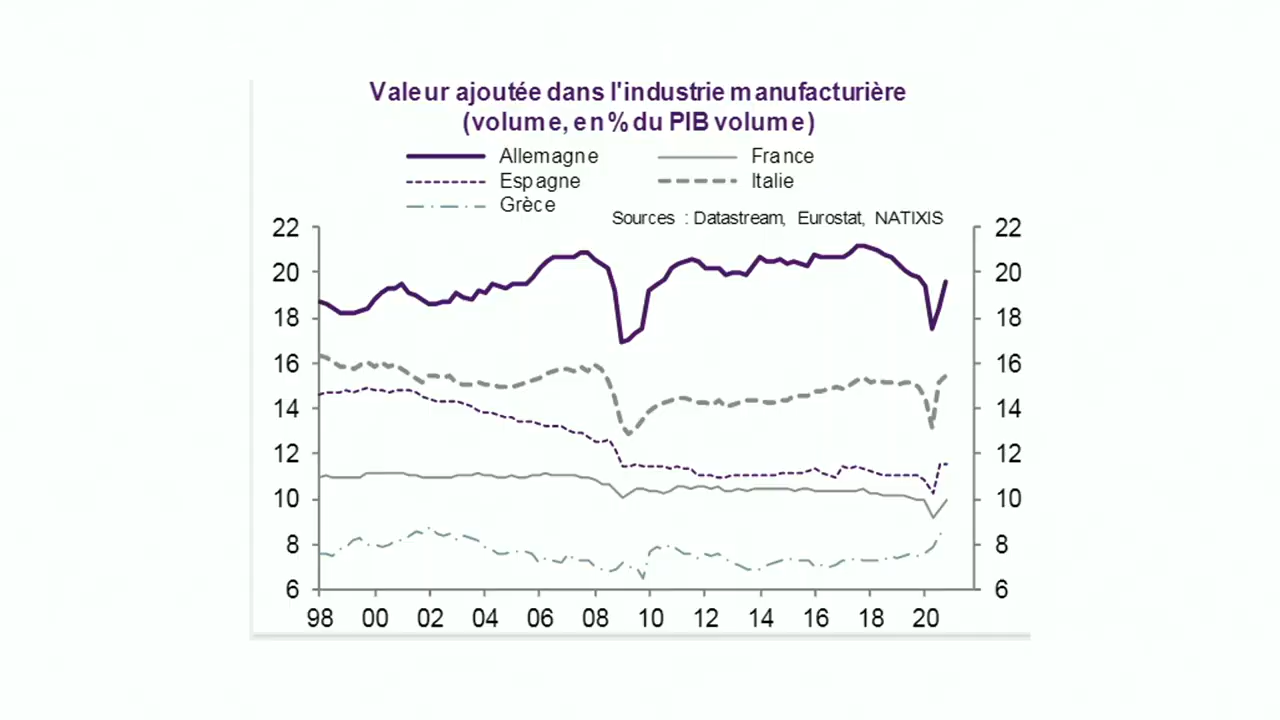 Valeur ajoutée dans l'industrie manufacturière
(volume, en % du PIB volume)
Allemagne France
Espagne Italie
Grèce
Sources : Datastream, Eurostat, NATIXIS
22 22
20 20
18 18
16 16
14 14
12 12
10 10
8 8
6 6
98 00 02 04 06 08 10 12 14 16 18 20